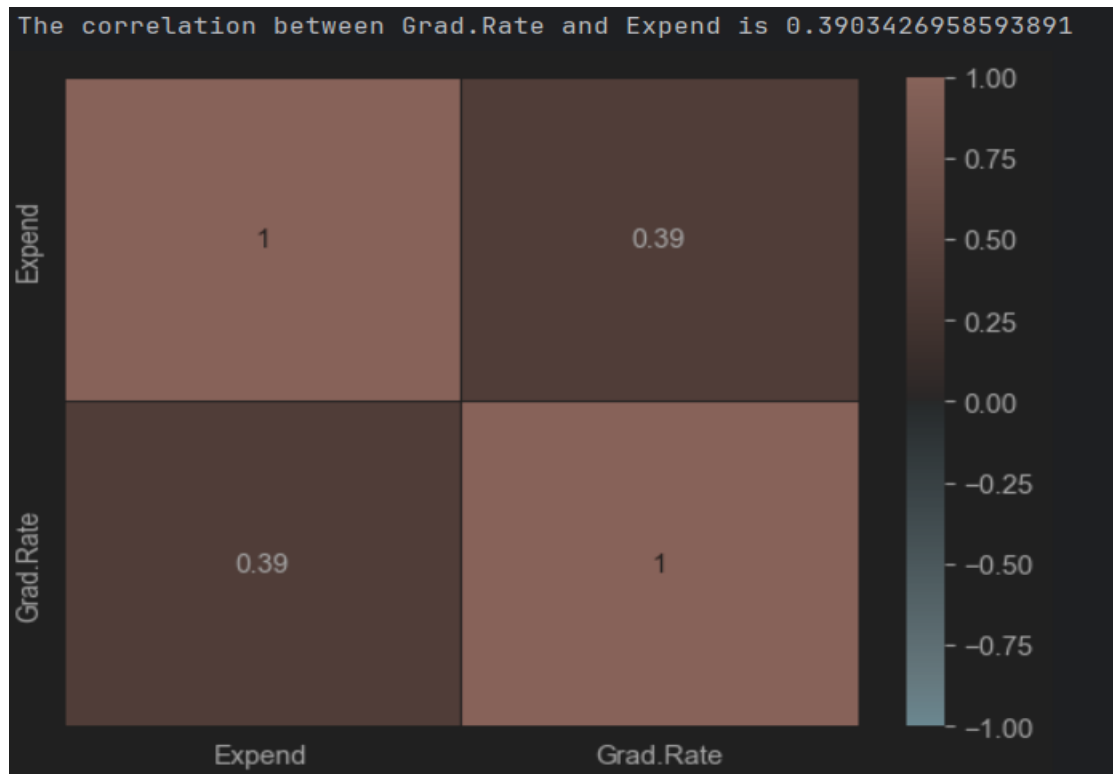 The correlation between Grad.Rate and Expend is 0.3903426958593891
1.00
0.75
0.50
0.25
0.00
−0.25
−0.50
−0.75
−1.00
Expend
1
0.39
Grad.Rate
0.39
1
Expend
Grad.Rate